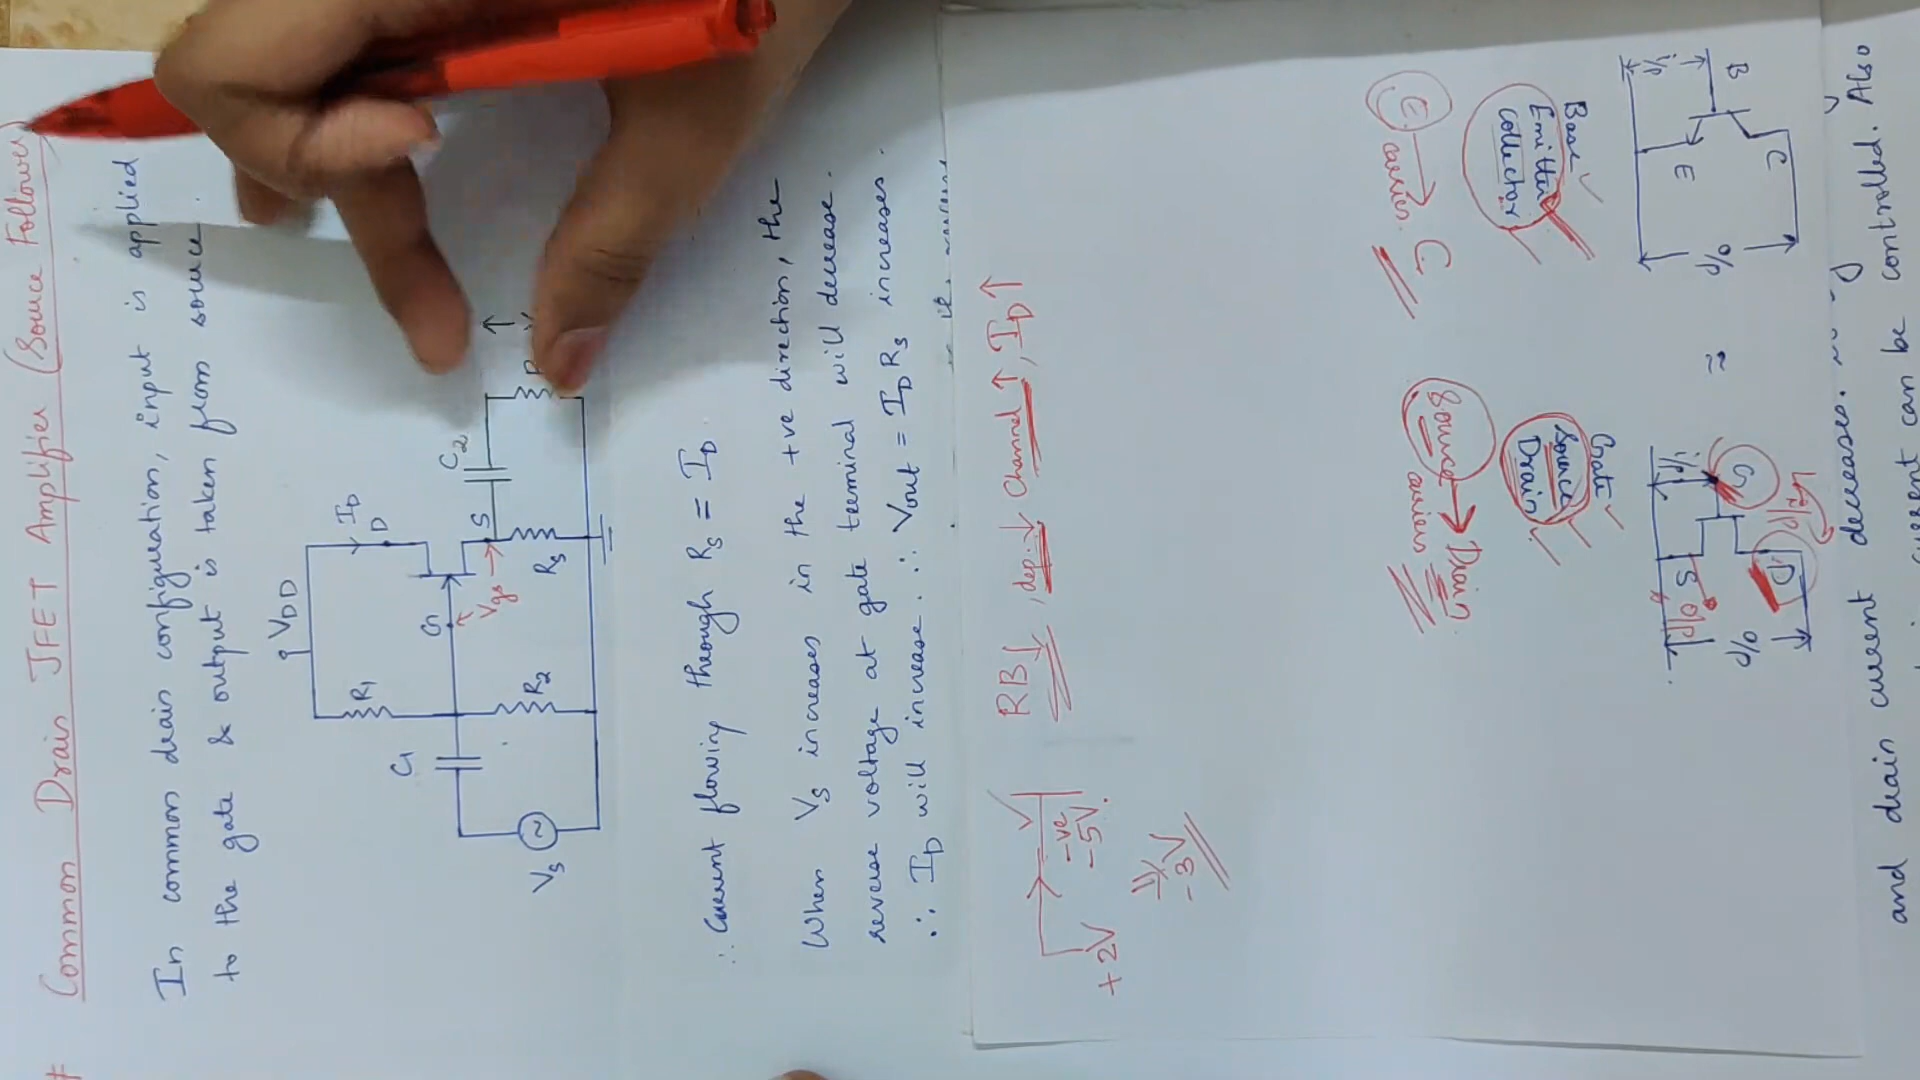 # Common Drain JFET Amplifier (Source Follower)
In common drain configuration, input is applied
to the gate & output is taken from source.
VDD
R1
ID
D
C1
G
Vgs
S
C2
R2
RS
VS
∴ Current flowing through RS = ID
When VS increases in the +ve direction, the
reverse voltage at gate terminal will decrease.
∴ ID will increase ∴ Vout = ID RS increases.
RB↓, dep.↓ Channel↑, ID↑
+2V
-ve
-5V.
-3V
E → C
carries
Base
Emitter
collector
B
C
E
i/p
o/p
≈
Source → Drain
carries
Gate
Source
Drain
G
i/p
D
S
o/p
o/p
i/p
and drain current decreases.
current can be controlled. Also